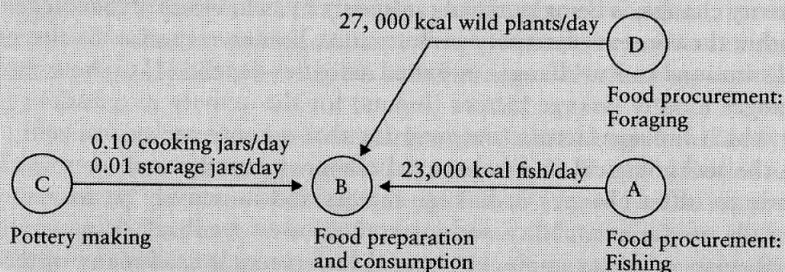 27, 000 kcal wild plants/day
D
Food procurement:
Foraging
0.10 cooking jars/day
0.01 storage jars/day
C
B
23,000 kcal fish/day
A
Pottery making
Food preparation
and consumption
Food procurement:
Fishing